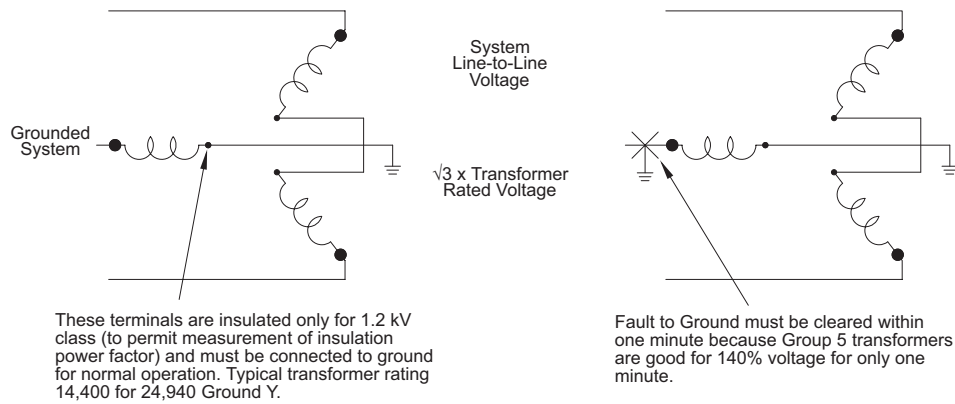 System
Line-to-Line
Voltage
Grounded
System
√3 x Transformer
Rated Voltage
These terminals are insulated only for 1.2 kV
class (to permit measurement of insulation
power factor) and must be connected to ground
for normal operation. Typical transformer rating
14,400 for 24,940 Ground Y.
Fault to Ground must be cleared within
one minute because Group 5 transformers
are good for 140% voltage for only one
minute.